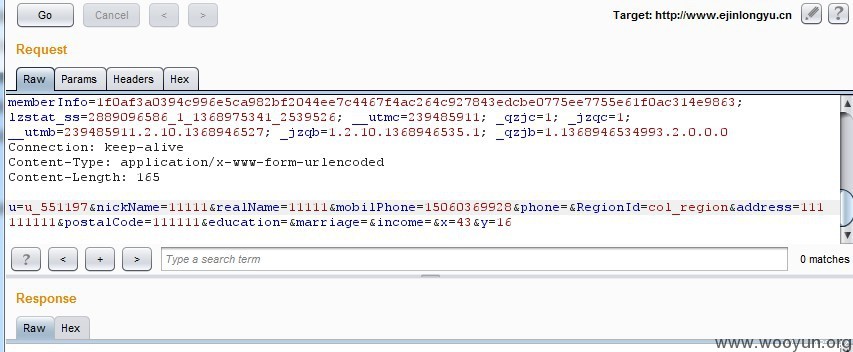 Go Cancel < > Target: http://www.ejinlongyu.cn ?
Request
Raw Params Headers Hex
memberInfo=1f0af3a0394c996e5ca982bf2044ee7c4467f4ac264c927843edcbe0775ee7755e61f0ac314e9863;
lzstat_ss=2889096586_1_1368975341_2539526; __utmc=239485911; _qzjc=1; _jzqc=1;
__utmb=239485911.2.10.1368946527; _jzqb=1.2.10.1368946535.1; _qzjb=1.1368946534993.2.0.0.0
Connection: keep-alive
Content-Type: application/x-www-form-urlencoded
Content-Length: 165
u=u_551197&nickName=11111&realName=11111&mobilPhone=15060369928&phone=&RegionId=col_region&address=111
111111&postalCode=111111&education=&marriage=&income=&x=43&y=16
? < + > Type a search term 0 matches
Response
Raw Hex
www.wooyun.org